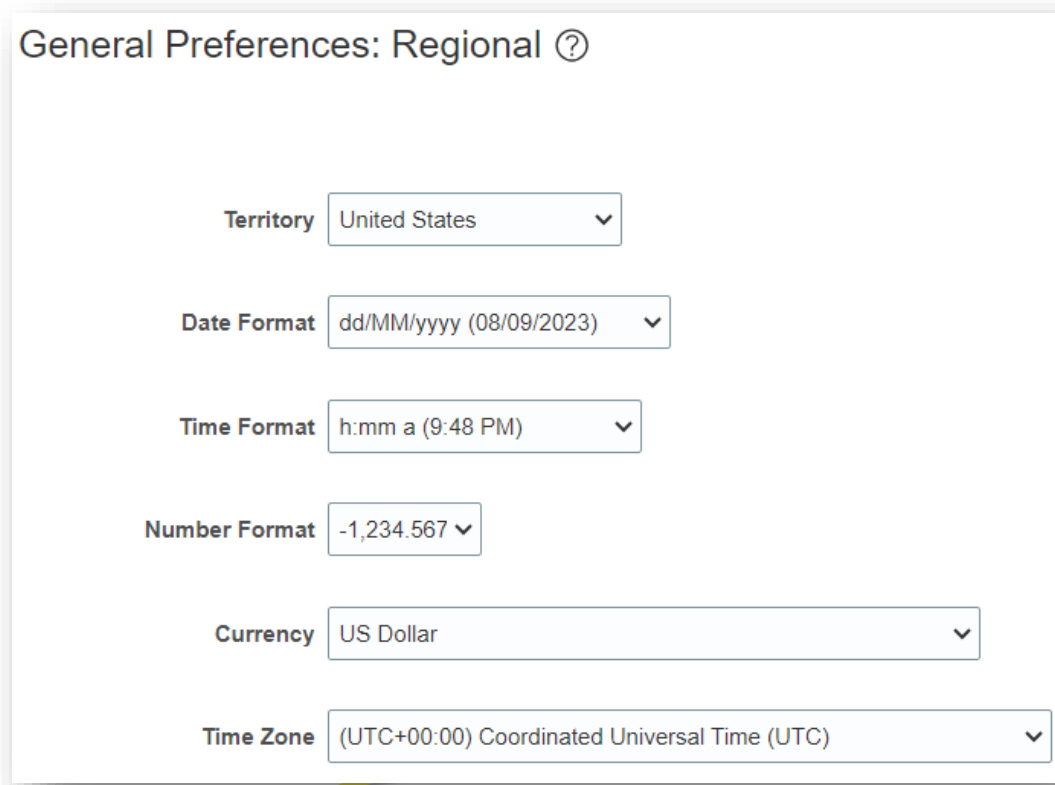 General Preferences: Regional ?
Territory United States
Date Format dd/MM/yyyy (08/09/2023)
Time Format h:mm a (9:48 PM)
Number Format -1,234.567
Currency US Dollar
Time Zone (UTC+00:00) Coordinated Universal Time (UTC)